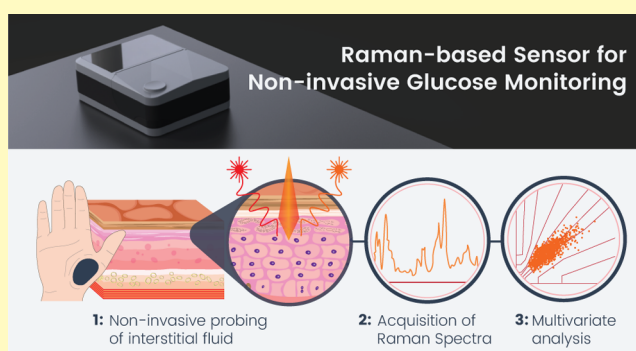 Raman-based Sensor for
Non-invasive Glucose Monitoring
1: Non-invasive probing
of interstitial fluid
2: Acquisition of
Raman Spectra
3: Multivariate
analysis